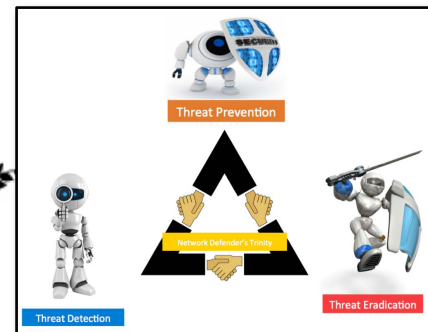 SECURITY
Threat Prevention
Network Defender's Trinity
Threat Detection
Threat Eradication